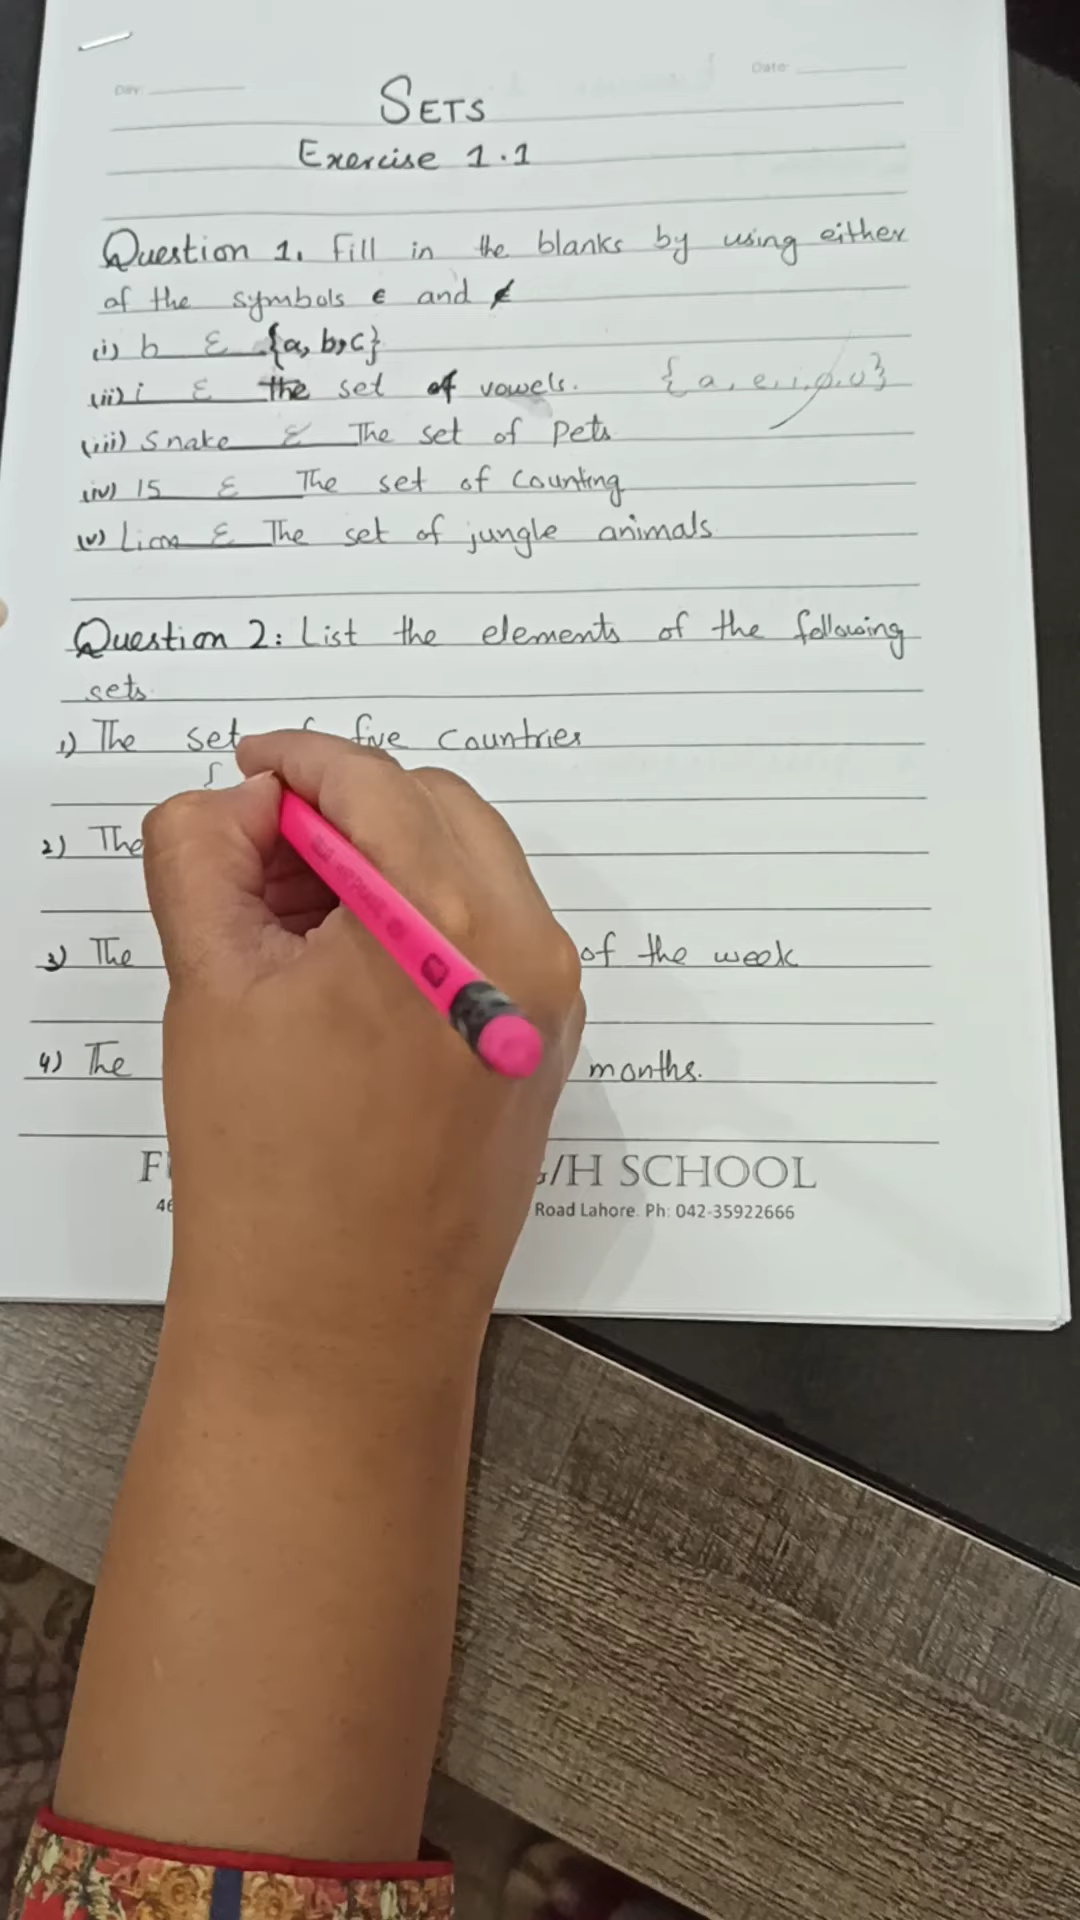 Day:
Date:
SETS
Exercise 1.1
Question 1. Fill in the blanks by using either
of the symbols ∈ and ∉
(i) b ε {a, b, c}
(ii) i ε the set of vowels. {a, e, i, o, u}
(iii) Snake The set of Pets
(iv) 15 ε The set of Counting
(v) Lion ε The set of jungle animals
Question 2: List the elements of the following
sets.
1) The set of five Countries
{
2) The
3) The of the week
4) The months.
/H SCHOOL
Road Lahore. Ph: 042-35922666